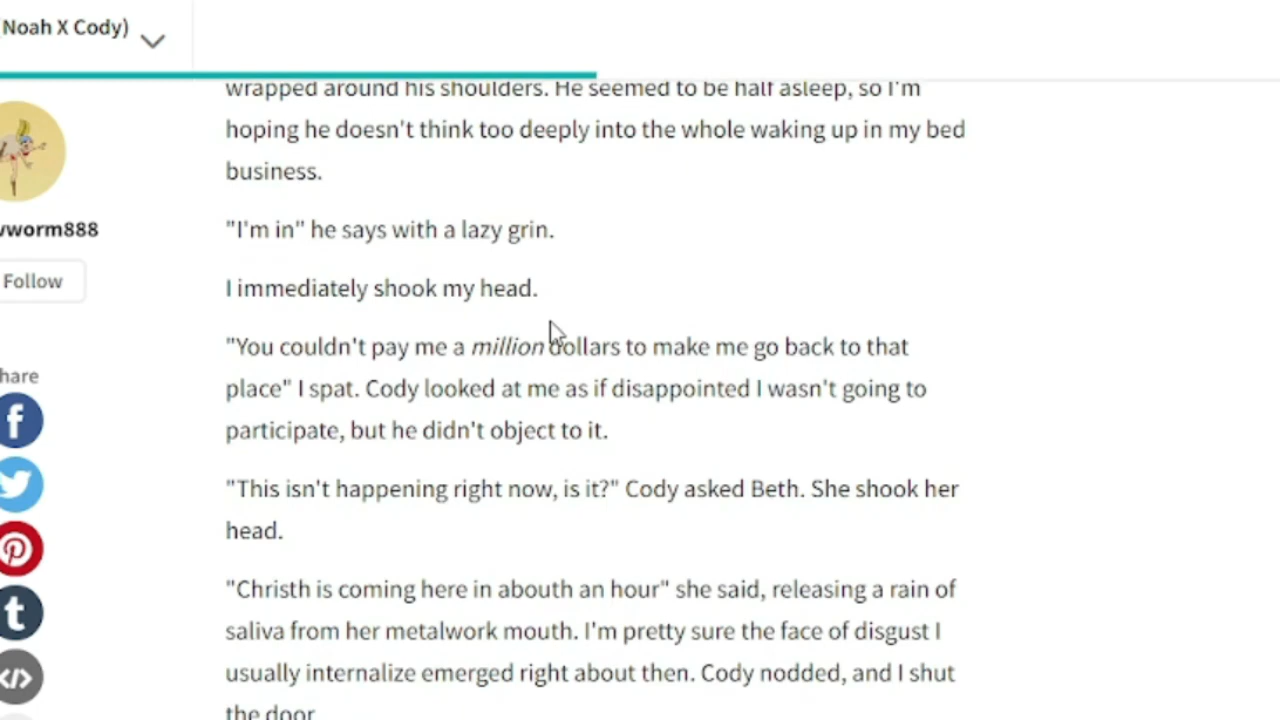 Noah X Cody)
wrapped around his shoulders. He seemed to be half asleep, so I'm
hoping he doesn't think too deeply into the whole waking up in my bed
business.
worm888
Follow
"I'm in" he says with a lazy grin.
I immediately shook my head.
"You couldn't pay me a million dollars to make me go back to that
place" I spat. Cody looked at me as if disappointed I wasn't going to
participate, but he didn't object to it.
hare
"This isn't happening right now, is it?" Cody asked Beth. She shook her
head.
"Christh is coming here in abouth an hour" she said, releasing a rain of
saliva from her metalwork mouth. I'm pretty sure the face of disgust I
usually internalize emerged right about then. Cody nodded, and I shut
the door